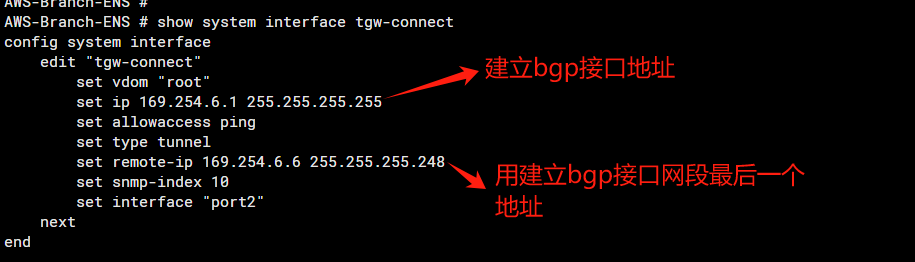 AWS-Branch-ENS #
AWS-Branch-ENS # show system interface tgw-connect
config system interface
    edit "tgw-connect"
        set vdom "root"
        set ip 169.254.6.1 255.255.255.255
        set allowaccess ping
        set type tunnel
        set remote-ip 169.254.6.6 255.255.255.248
        set snmp-index 10
        set interface "port2"
    next
end
建立bgp接口地址
用建立bgp接口网段最后一个
地址